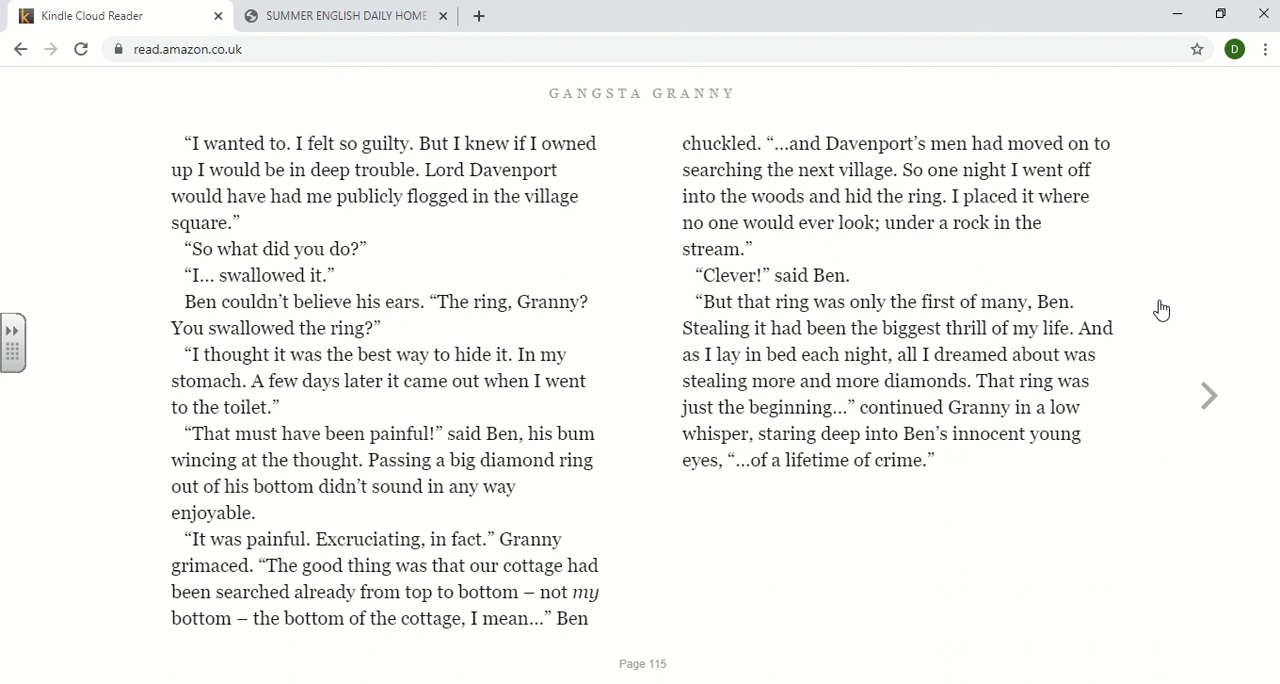 Kindle Cloud Reader
SUMMER ENGLISH DAILY HOME
read.amazon.co.uk
D
GANGSTA GRANNY
“I wanted to. I felt so guilty. But I knew if I owned
up I would be in deep trouble. Lord Davenport
would have had me publicly flogged in the village
square.”
“So what did you do?”
“I... swallowed it.”
Ben couldn’t believe his ears. “The ring, Granny?
You swallowed the ring?”
“I thought it was the best way to hide it. In my
stomach. A few days later it came out when I went
to the toilet.”
“That must have been painful!” said Ben, his bum
wincing at the thought. Passing a big diamond ring
out of his bottom didn’t sound in any way
enjoyable.
“It was painful. Excruciating, in fact.” Granny
grimaced. “The good thing was that our cottage had
been searched already from top to bottom – not my
bottom – the bottom of the cottage, I mean...” Ben
chuckled. “...and Davenport’s men had moved on to
searching the next village. So one night I went off
into the woods and hid the ring. I placed it where
no one would ever look; under a rock in the
stream.”
“Clever!” said Ben.
“But that ring was only the first of many, Ben.
Stealing it had been the biggest thrill of my life. And
as I lay in bed each night, all I dreamed about was
stealing more and more diamonds. That ring was
just the beginning...” continued Granny in a low
whisper, staring deep into Ben’s innocent young
eyes, “...of a lifetime of crime.”
Page 115